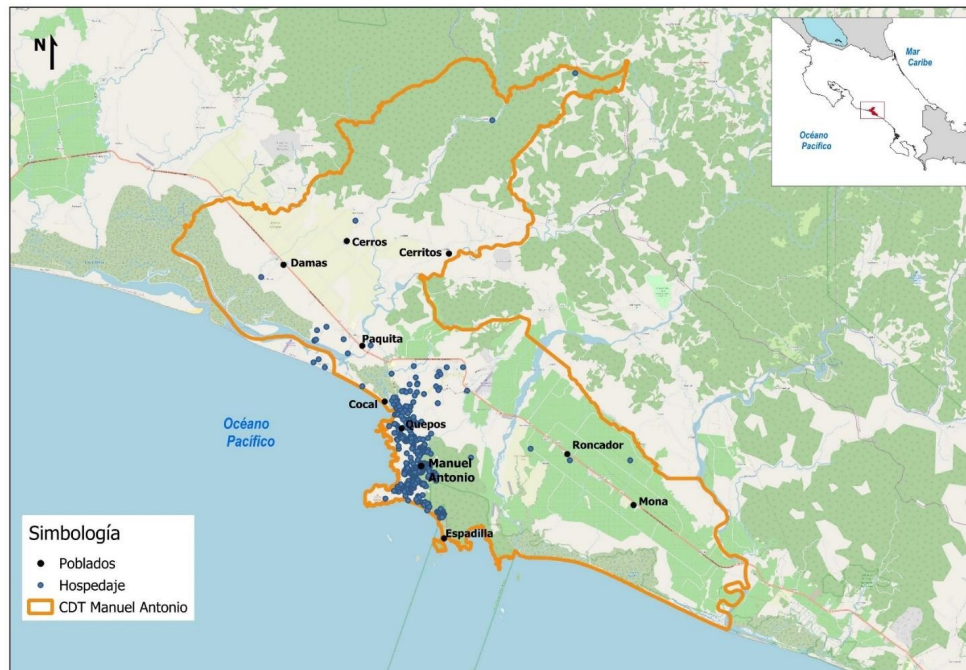 N
Mar
Caribe
Océano
Pacífico
Cerros
Cerritos
Damas
Paquita
Cocal
Quepos
Océano
Pacífico
Manuel
Antonio
Roncador
Mona
Espadilla
Simbología
Poblados
Hospedaje
CDT Manuel Antonio